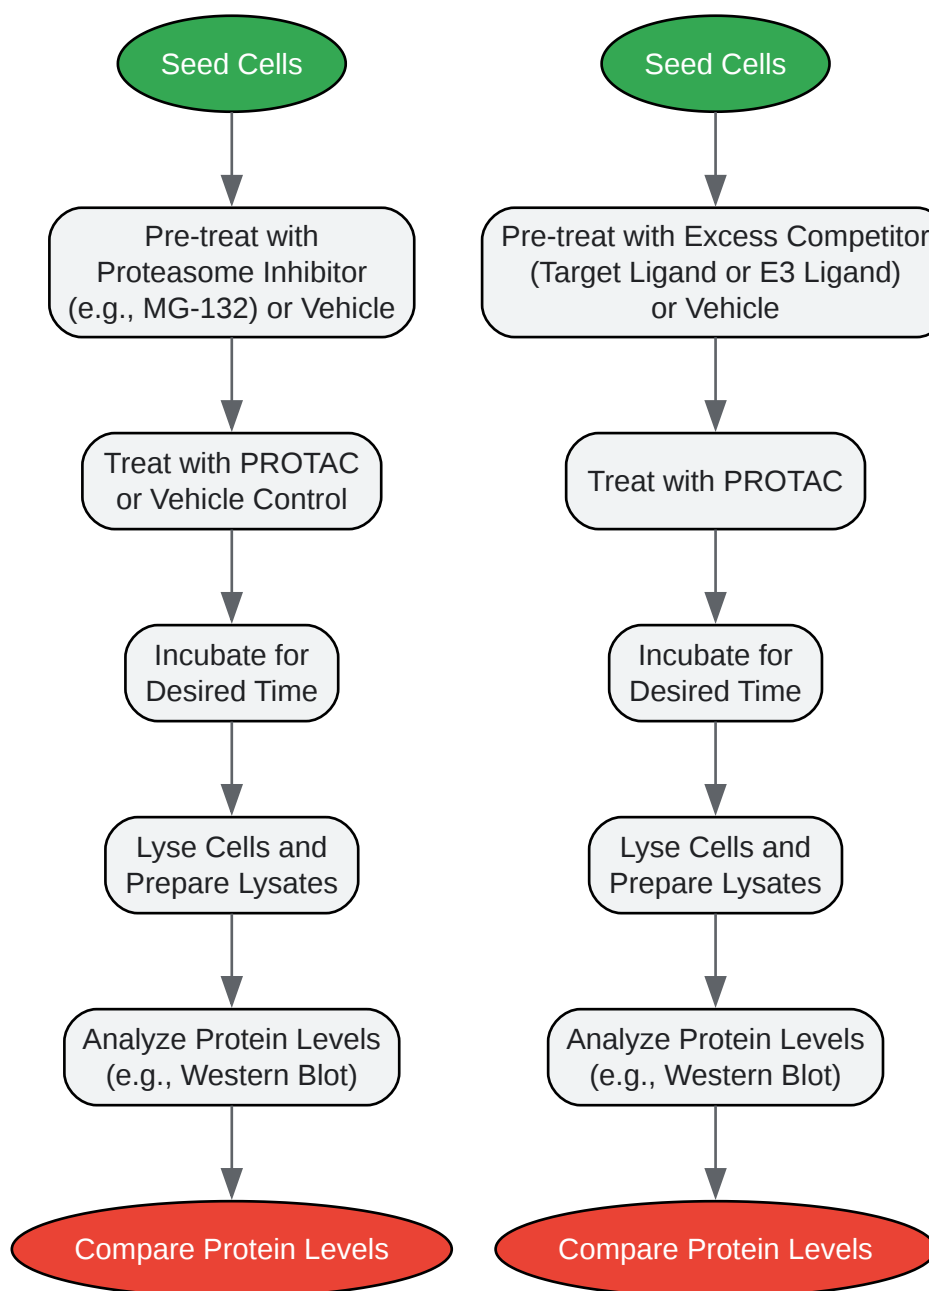 Seed Cells
Pre-treat with
Proteasome Inhibitor
(e.g., MG-132) or Vehicle
Treat with PROTAC
or Vehicle Control
Incubate for
Desired Time
Lyse Cells and
Prepare Lysates
Analyze Protein Levels
(e.g., Western Blot)
Compare Protein Levels
Seed Cells
Pre-treat with Excess Competitor
(Target Ligand or E3 Ligand)
or Vehicle
Treat with PROTAC
Incubate for
Desired Time
Lyse Cells and
Prepare Lysates
Analyze Protein Levels
(e.g., Western Blot)
Compare Protein Levels